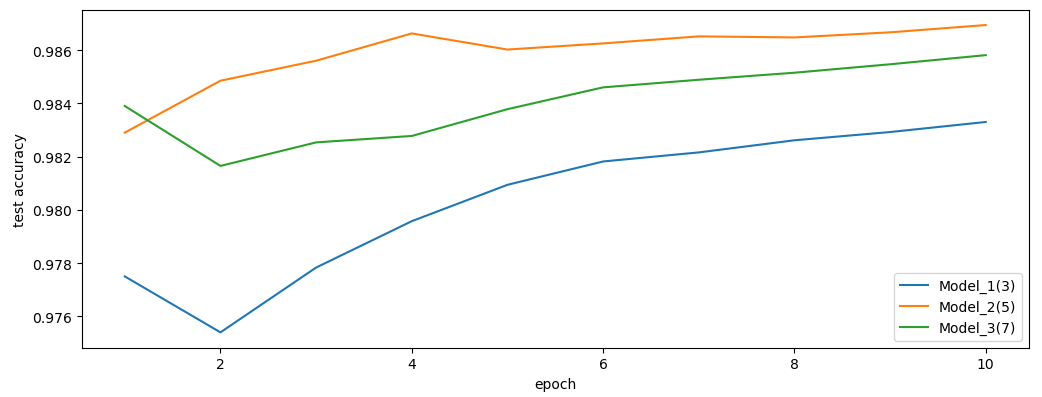 0.986
0.984
0.982
0.980
0.978
0.976
test accuracy
2
4
6
8
10
epoch
Model_1(3)
Model_2(5)
Model_3(7)